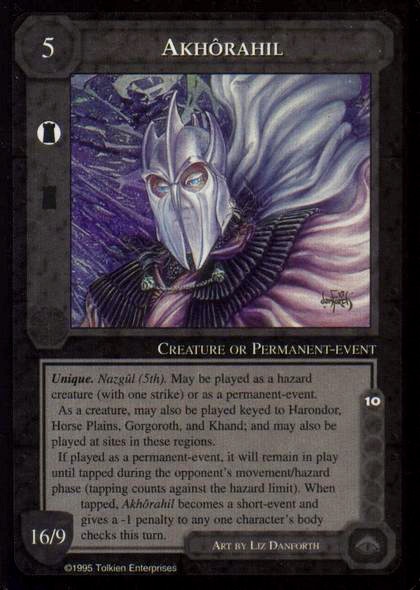 5
AKHÔRAHIL
CREATURE OR PERMANENT-EVENT
Unique. Nazgûl (5th). May be played as a hazard
creature (with one strike) or as a permanent-event.
As a creature, may also be played keyed to Harondor,
Horse Plains, Gorgoroth, and Khand; and may also
be played at sites in these regions.
If played as a permanent-event, it will remain in play
until tapped during the opponent's movement/hazard
phase (tapping counts against the hazard limit). When
tapped, Akhôrahil becomes a short-event and
gives a -1 penalty to any one character's body
checks this turn.
10
16/9
ART BY LIZ DANFORTH
©1995 Tolkien Enterprises